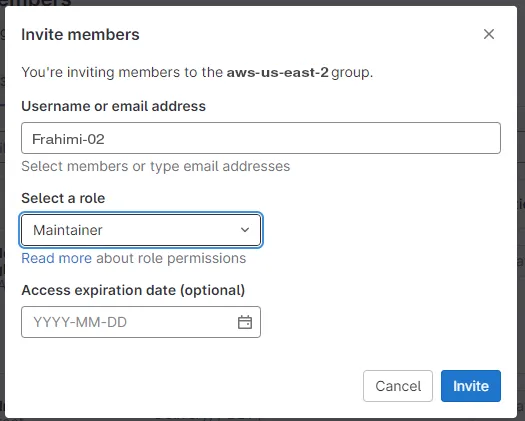 Invite members
You're inviting members to the aws-us-east-2 group.
Username or email address
Frahimi-02
Select members or type email addresses
Select a role
Maintainer
Read more about role permissions
Access expiration date (optional)
YYYY-MM-DD
Cancel
Invite